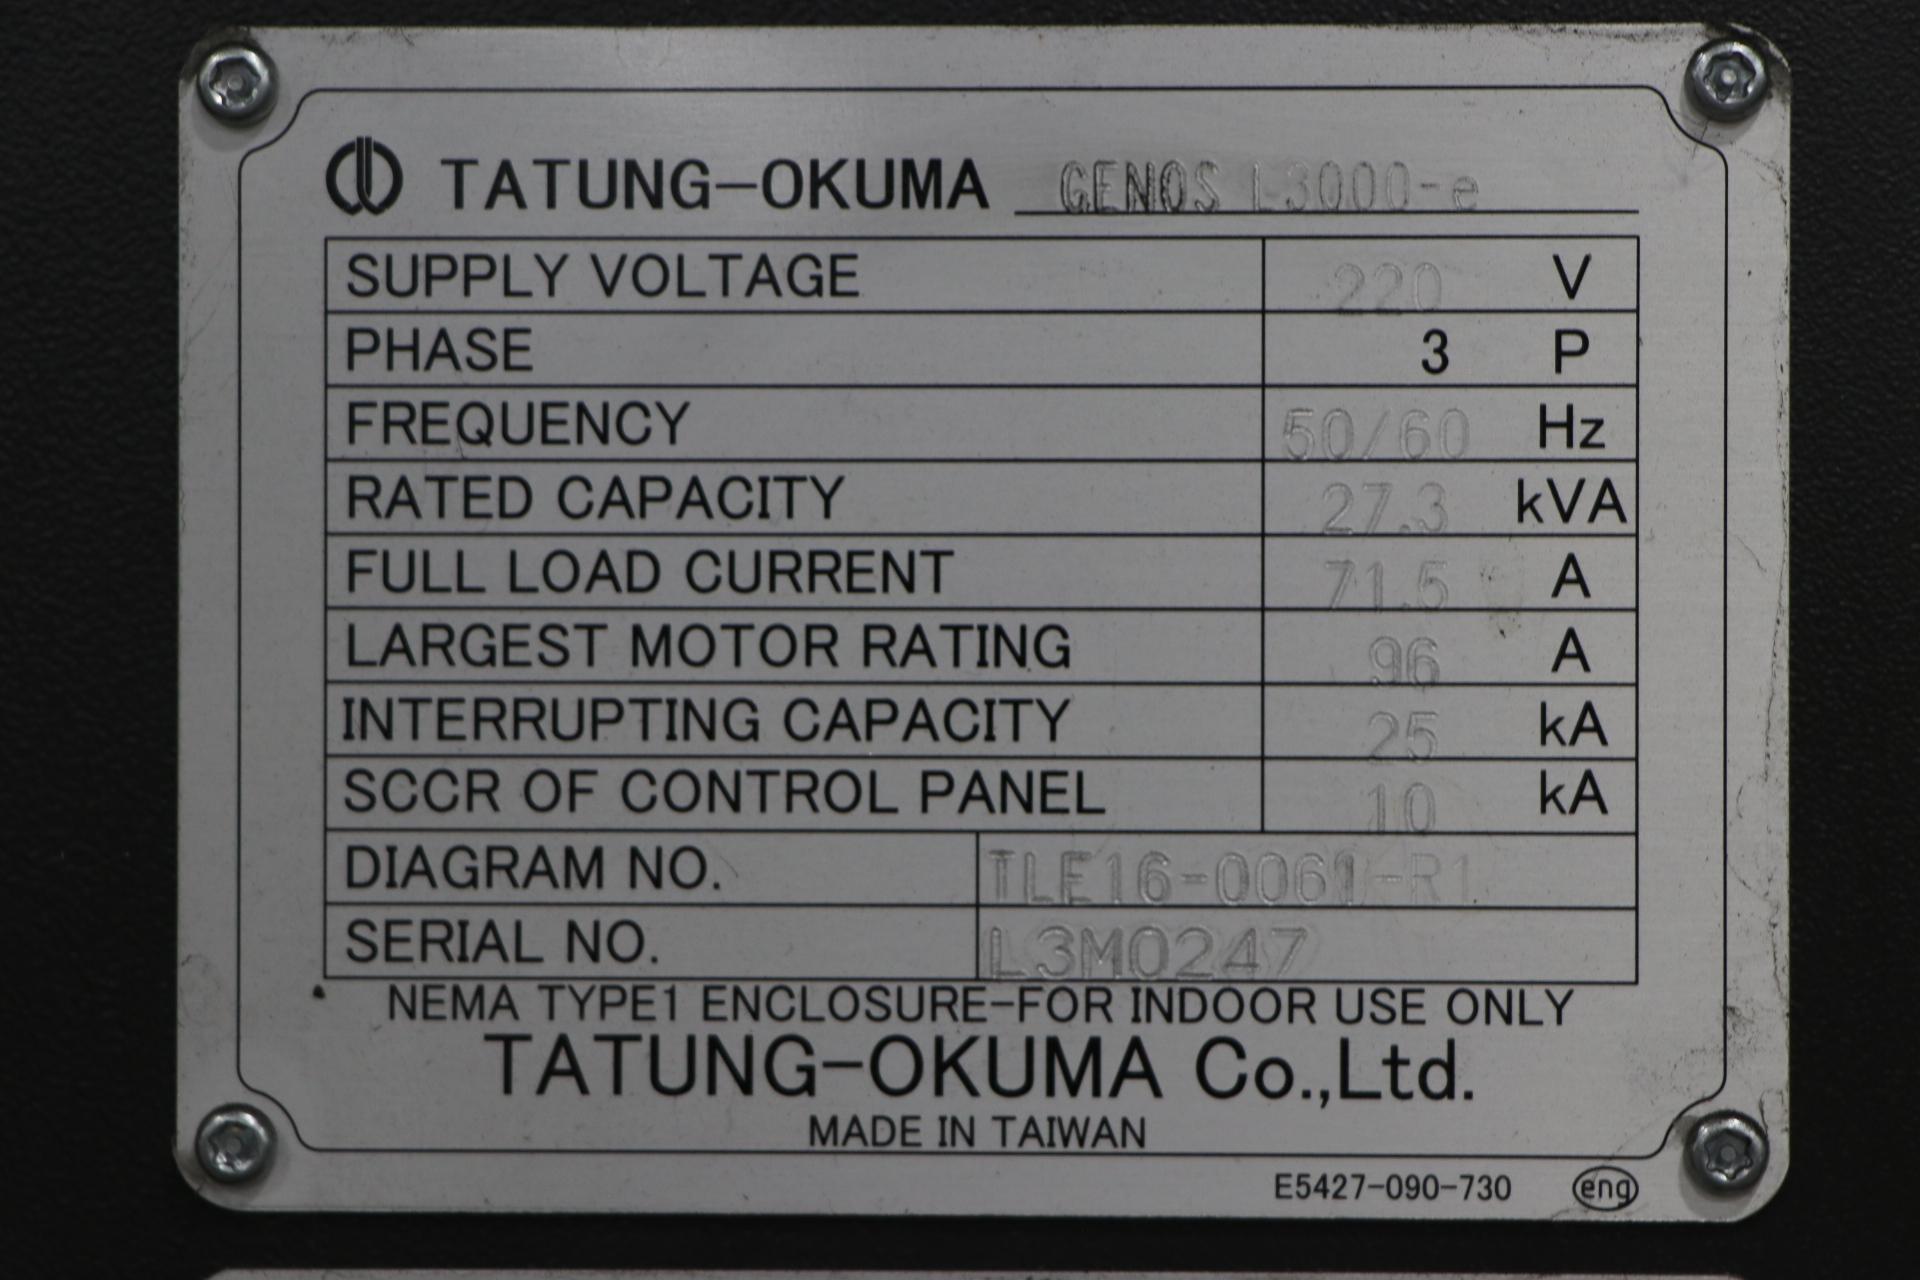 TATUNG-OKUMA GENOS L3000-e
SUPPLY VOLTAGE 220 V
PHASE 3 P
FREQUENCY 50/60 Hz
RATED CAPACITY 27.3 kVA
FULL LOAD CURRENT 71.5 A
LARGEST MOTOR RATING 96 A
INTERRUPTING CAPACITY 25 kA
SCCR OF CONTROL PANEL 10 kA
DIAGRAM NO.
SERIAL NO. L3M0247
NEMA TYPE1 ENCLOSURE-FOR INDOOR USE ONLY
TATUNG-OKUMA Co.,Ltd.
MADE IN TAIWAN
E5427-090-730 eng